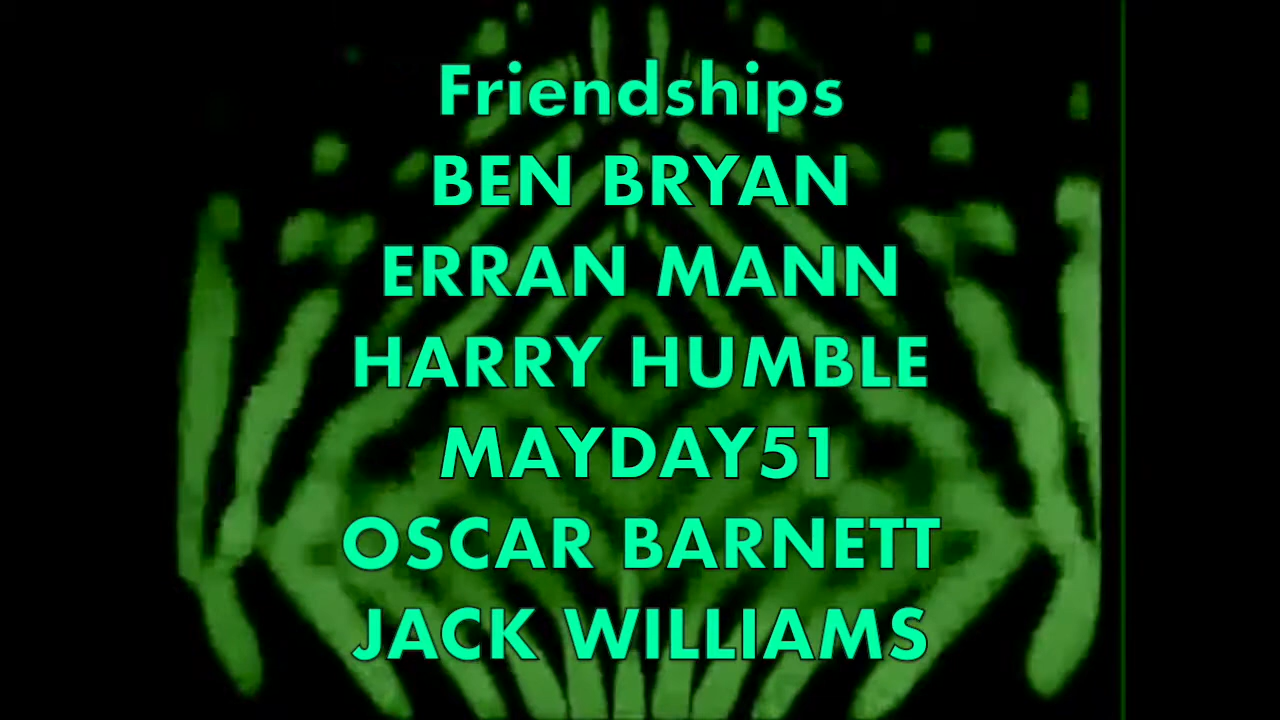 Friendships
BEN BRYAN
ERRAN MANN
HARRY HUMBLE
MAYDAY51
OSCAR BARNETT
JACK WILLIAMS